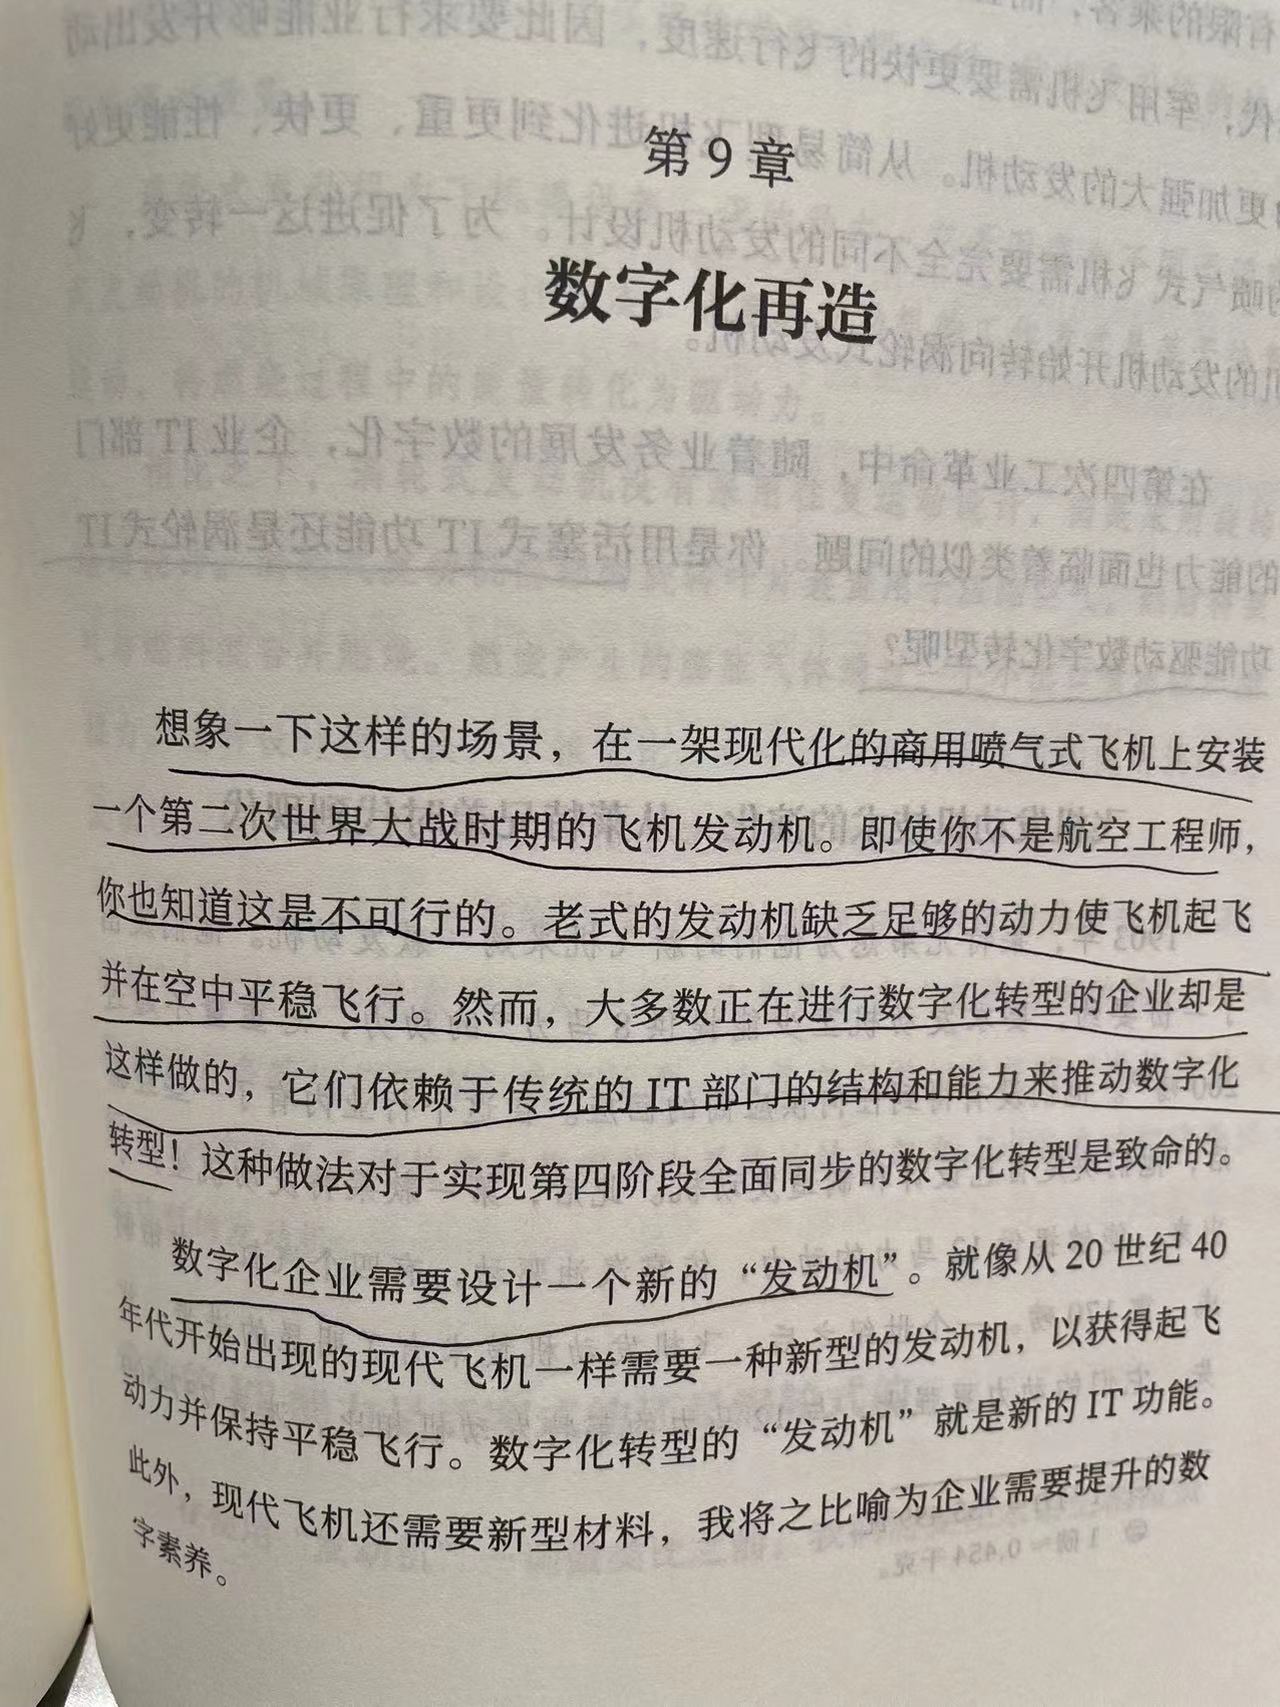 第9章
数字化再造
想象一下这样的场景，在一架现代化的商用喷气式飞机上安装
一个第二次世界大战时期的飞机发动机。即使你不是航空工程师，
你也知道这是不可行的。老式的发动机缺乏足够的动力使飞机起飞
并在空中平稳飞行。然而，大多数正在进行数字化转型的企业却是
这样做的，它们依赖于传统的 IT 部门的结构和能力来推动数字化
转型！这种做法对于实现第四阶段全面同步的数字化转型是致命的。
数字化企业需要设计一个新的“发动机”。就像从 20 世纪 40
年代开始出现的现代飞机一样需要一种新型的发动机，以获得起飞
动力并保持平稳飞行。数字化转型的“发动机”就是新的 IT 功能。
此外，现代飞机还需要新型材料，我将之比喻为企业需要提升的数
字素养。